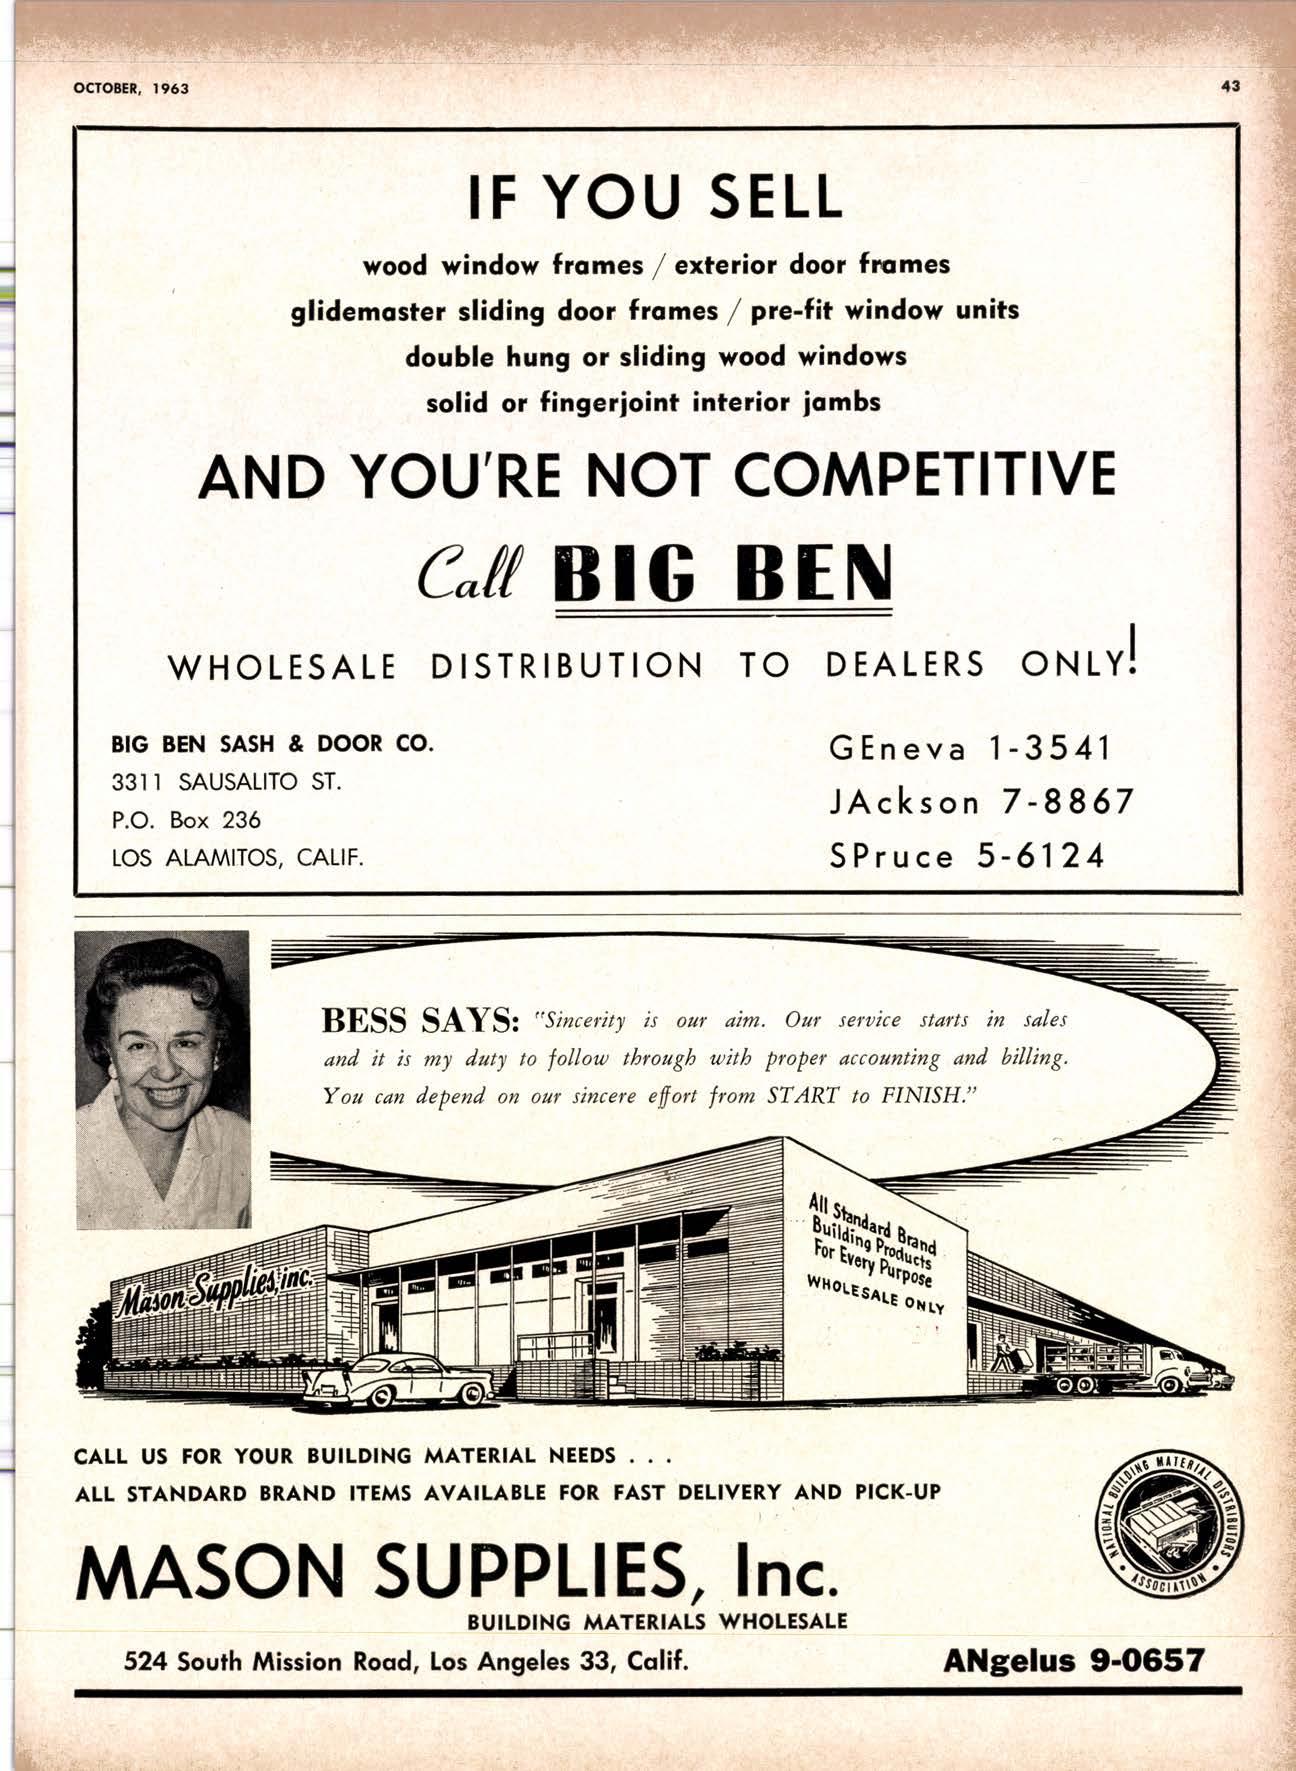 OCTOBER, 1963
43
IF YOU SELL
wood window frames / exterior door frames
glidemaster sliding door frames / pre-fit window units
double hung or sliding wood windows
solid or fingerjoint interior jambs
AND YOU'RE NOT COMPETITIVE
Call BIG BEN
WHOLESALE DISTRIBUTION TO DEALERS ONLY!
BIG BEN SASH & DOOR CO.
3311 SAUSALITO ST.
P.O. Box 236
LOS ALAMITOS, CALIF.
GEneva 1-3541
JAckson 7-8867
SPruce 5-6124
BESS SAYS: "Sincerity is our aim. Our service starts in sales
and it is my duty to follow through with proper accounting and billing.
You can depend on our sincere effort from START to FINISH."
Mason Supplies, inc.
All Standard Brand
Building Products
For Every Purpose
WHOLESALE ONLY
CALL US FOR YOUR BUILDING MATERIAL NEEDS . . .
ALL STANDARD BRAND ITEMS AVAILABLE FOR FAST DELIVERY AND PICK-UP
NATIONAL BUILDING MATERIAL DISTRIBUTORS
ASSOCIATION
MASON SUPPLIES, Inc.
BUILDING MATERIALS WHOLESALE
524 South Mission Road, Los Angeles 33, Calif.
ANgelus 9-0657